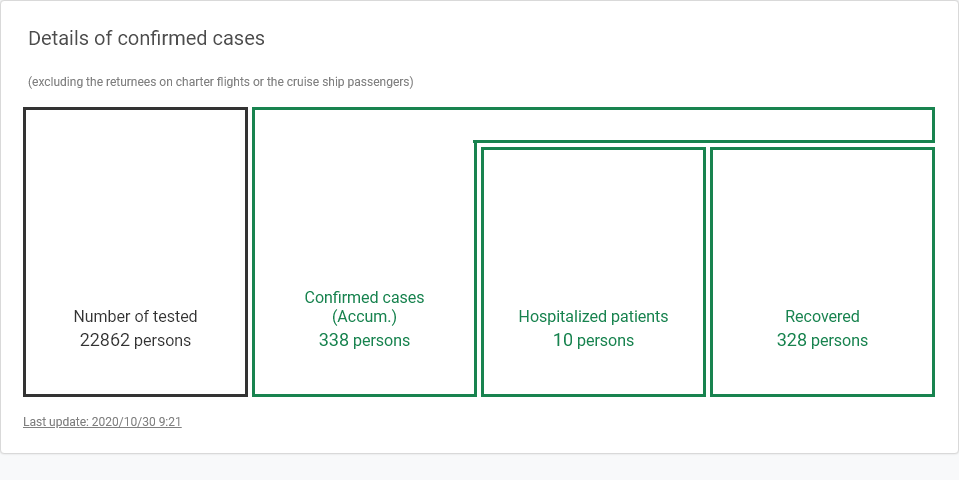 Details of confirmed cases
(excluding the returnees on charter flights or the cruise ship passengers)
Number of tested
22862 persons
Confirmed cases
(Accum.)
338 persons
Hospitalized patients
10 persons
Recovered
328 persons
Last update: 2020/10/30 9:21